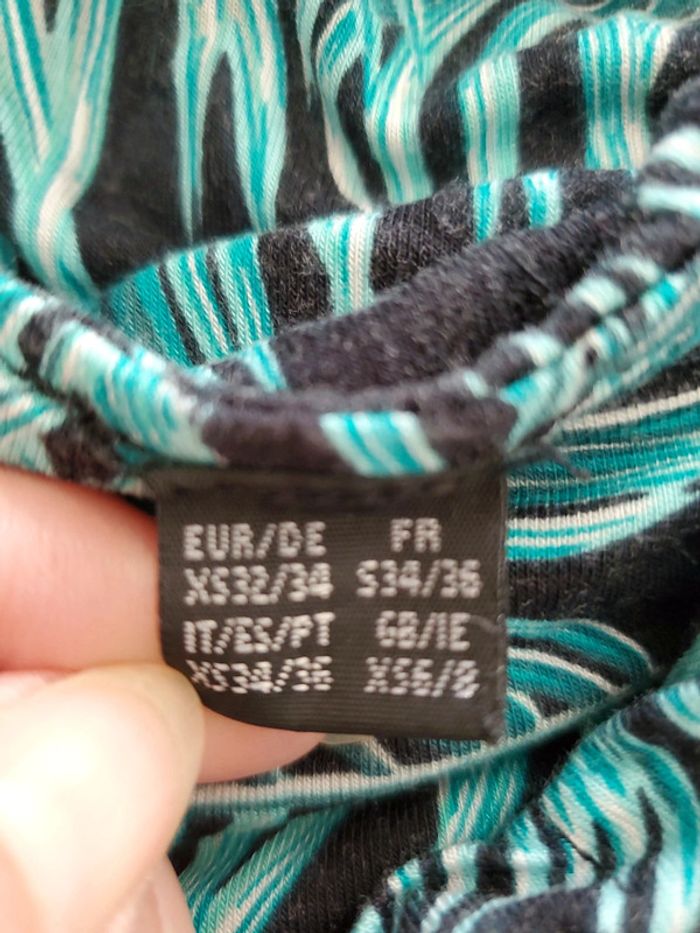 EUR/DE FR
XS32/34 S34/36
IT/ES/PT GB/IE
XS34/36 XS6/8